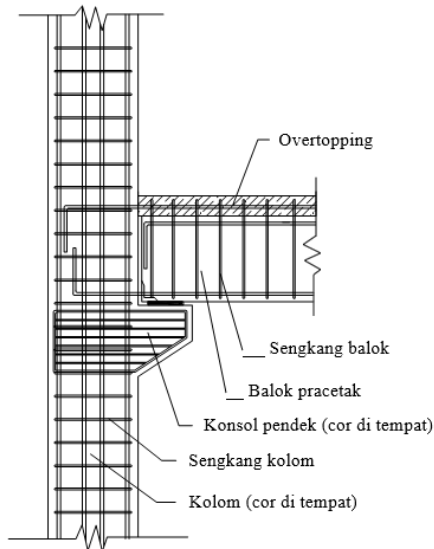 Overtopping
Sengkang balok
Balok pracetak
Konsol pendek (cor di tempat)
Sengkang kolom
Kolom (cor di tempat)